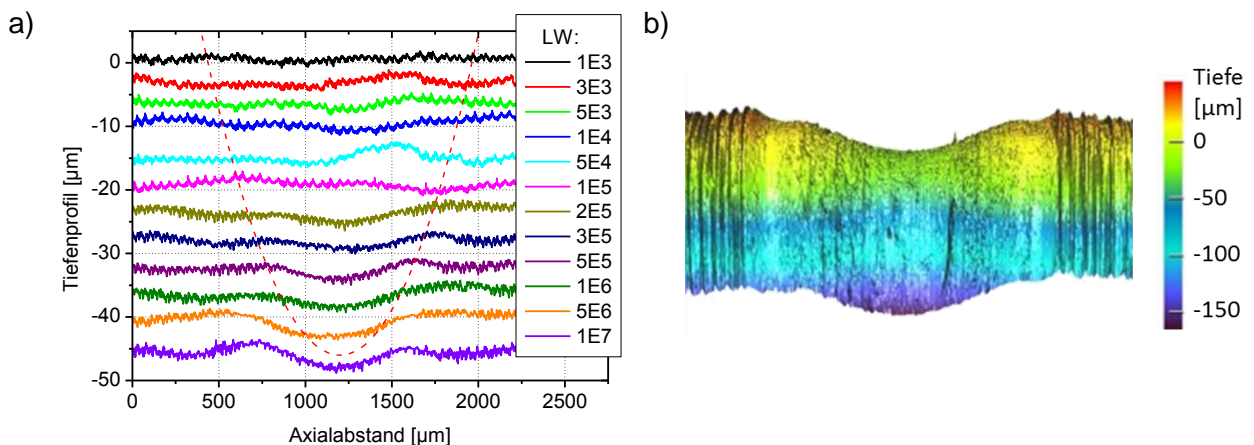 a)
LW:
1E3
3E3
5E3
1E4
5E4
1E5
2E5
3E5
5E5
1E6
5E6
1E7
0
-10
-20
-30
-40
-50
Tiefenprofil [µm]
0 500 1000 1500 2000 2500
Axialabstand [µm]
b)
Tiefe
[µm]
0
-50
-100
-150